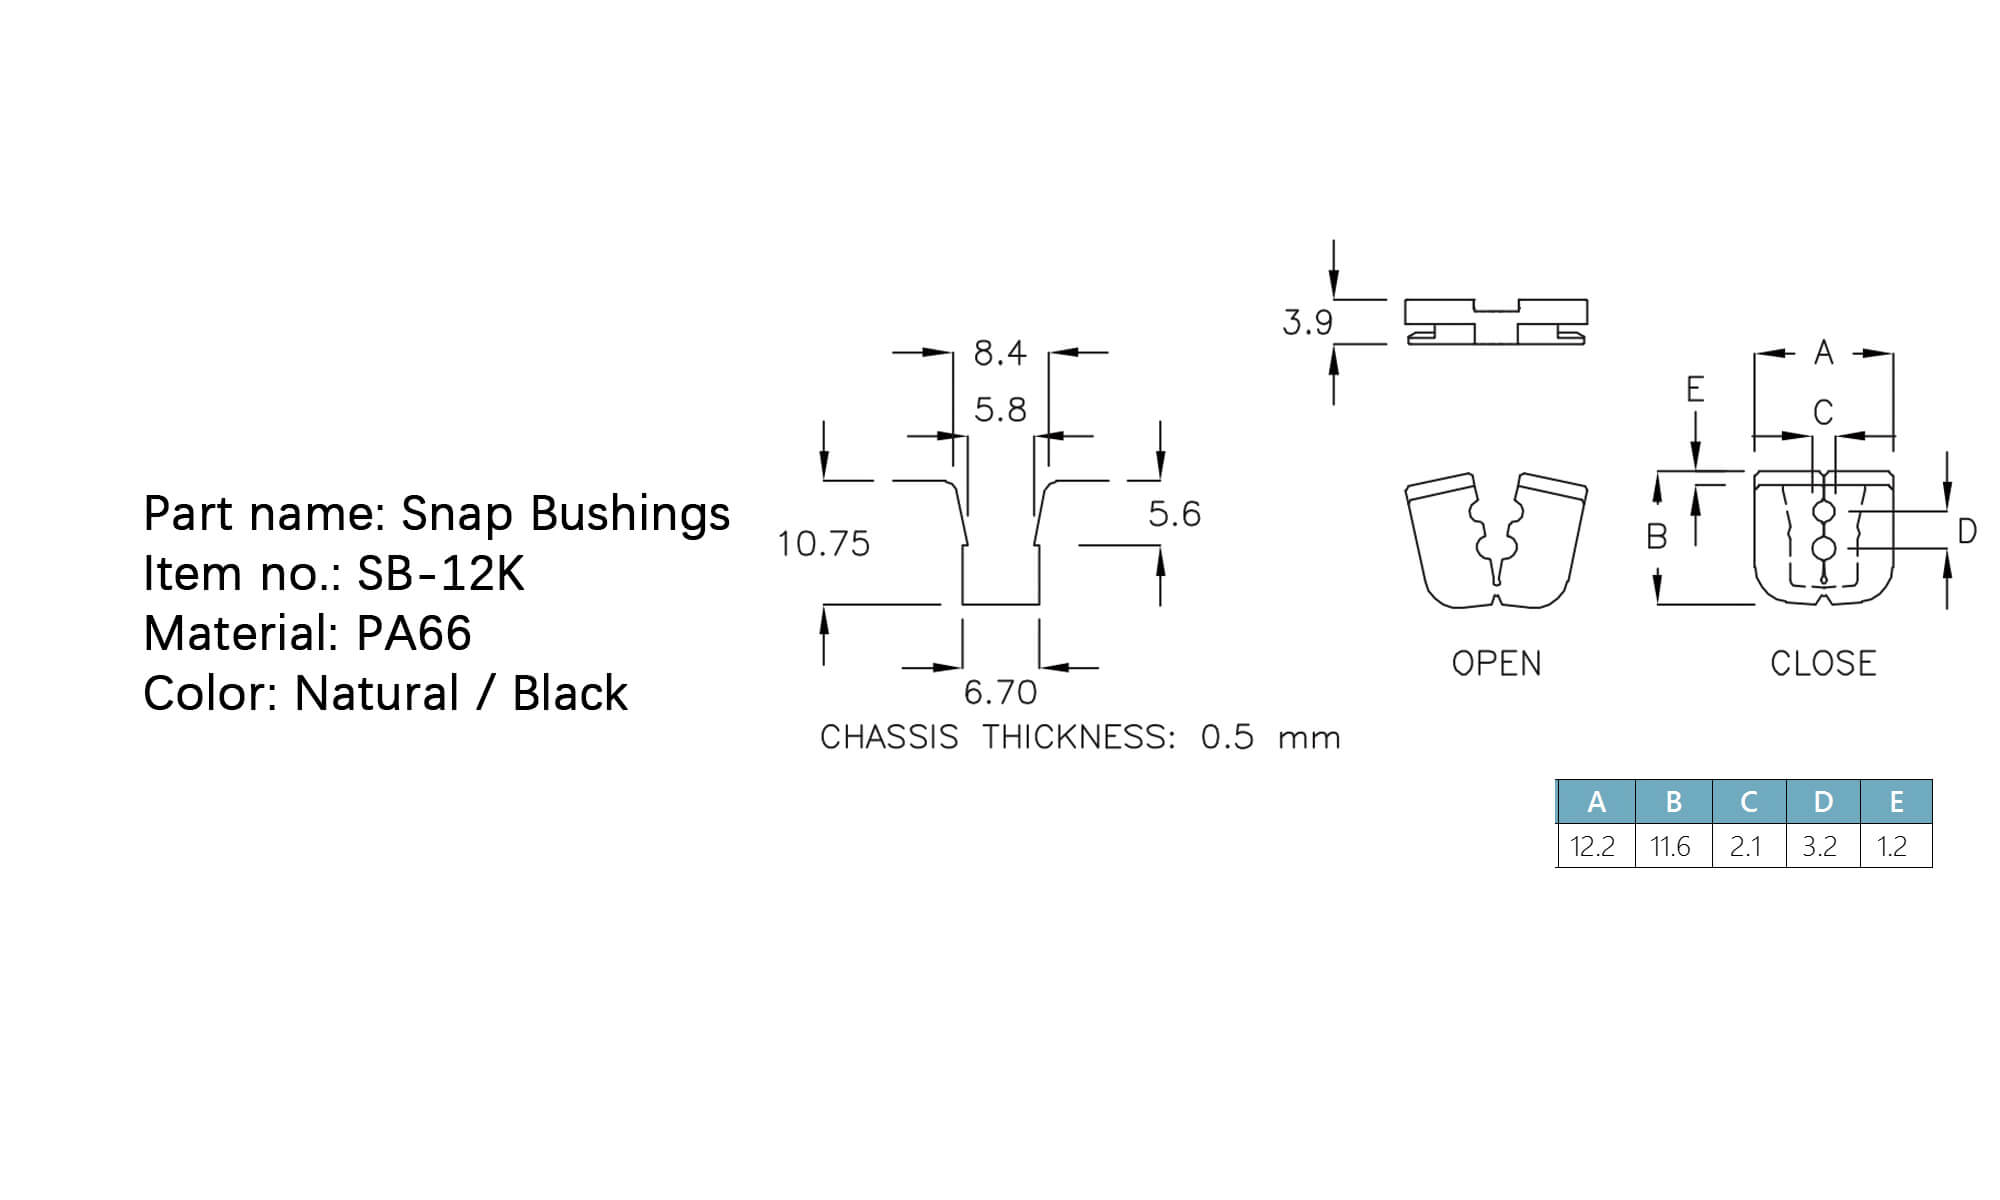 Part name: Snap Bushings
Item no.: SB-12K
Material: PA66
Color: Natural / Black
8.4
5.8
10.75
5.6
6.70
CHASSIS THICKNESS: 0.5 mm
3.9
OPEN
A
E
C
B
D
CLOSE
A B C D E
12.2 11.6 2.1 3.2 1.2